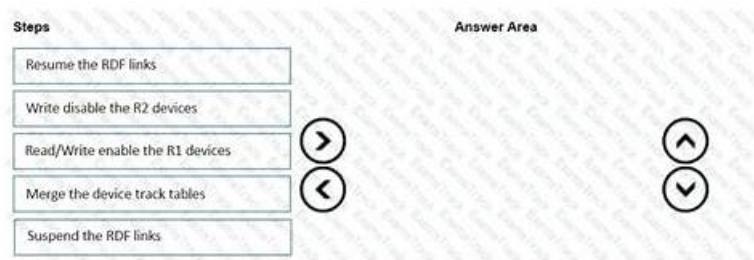 Steps
Answer Area
Resume the RDF links
Write disable the R2 devices
Read/Write enable the R1 devices
Merge the device track tables
Suspend the RDF links